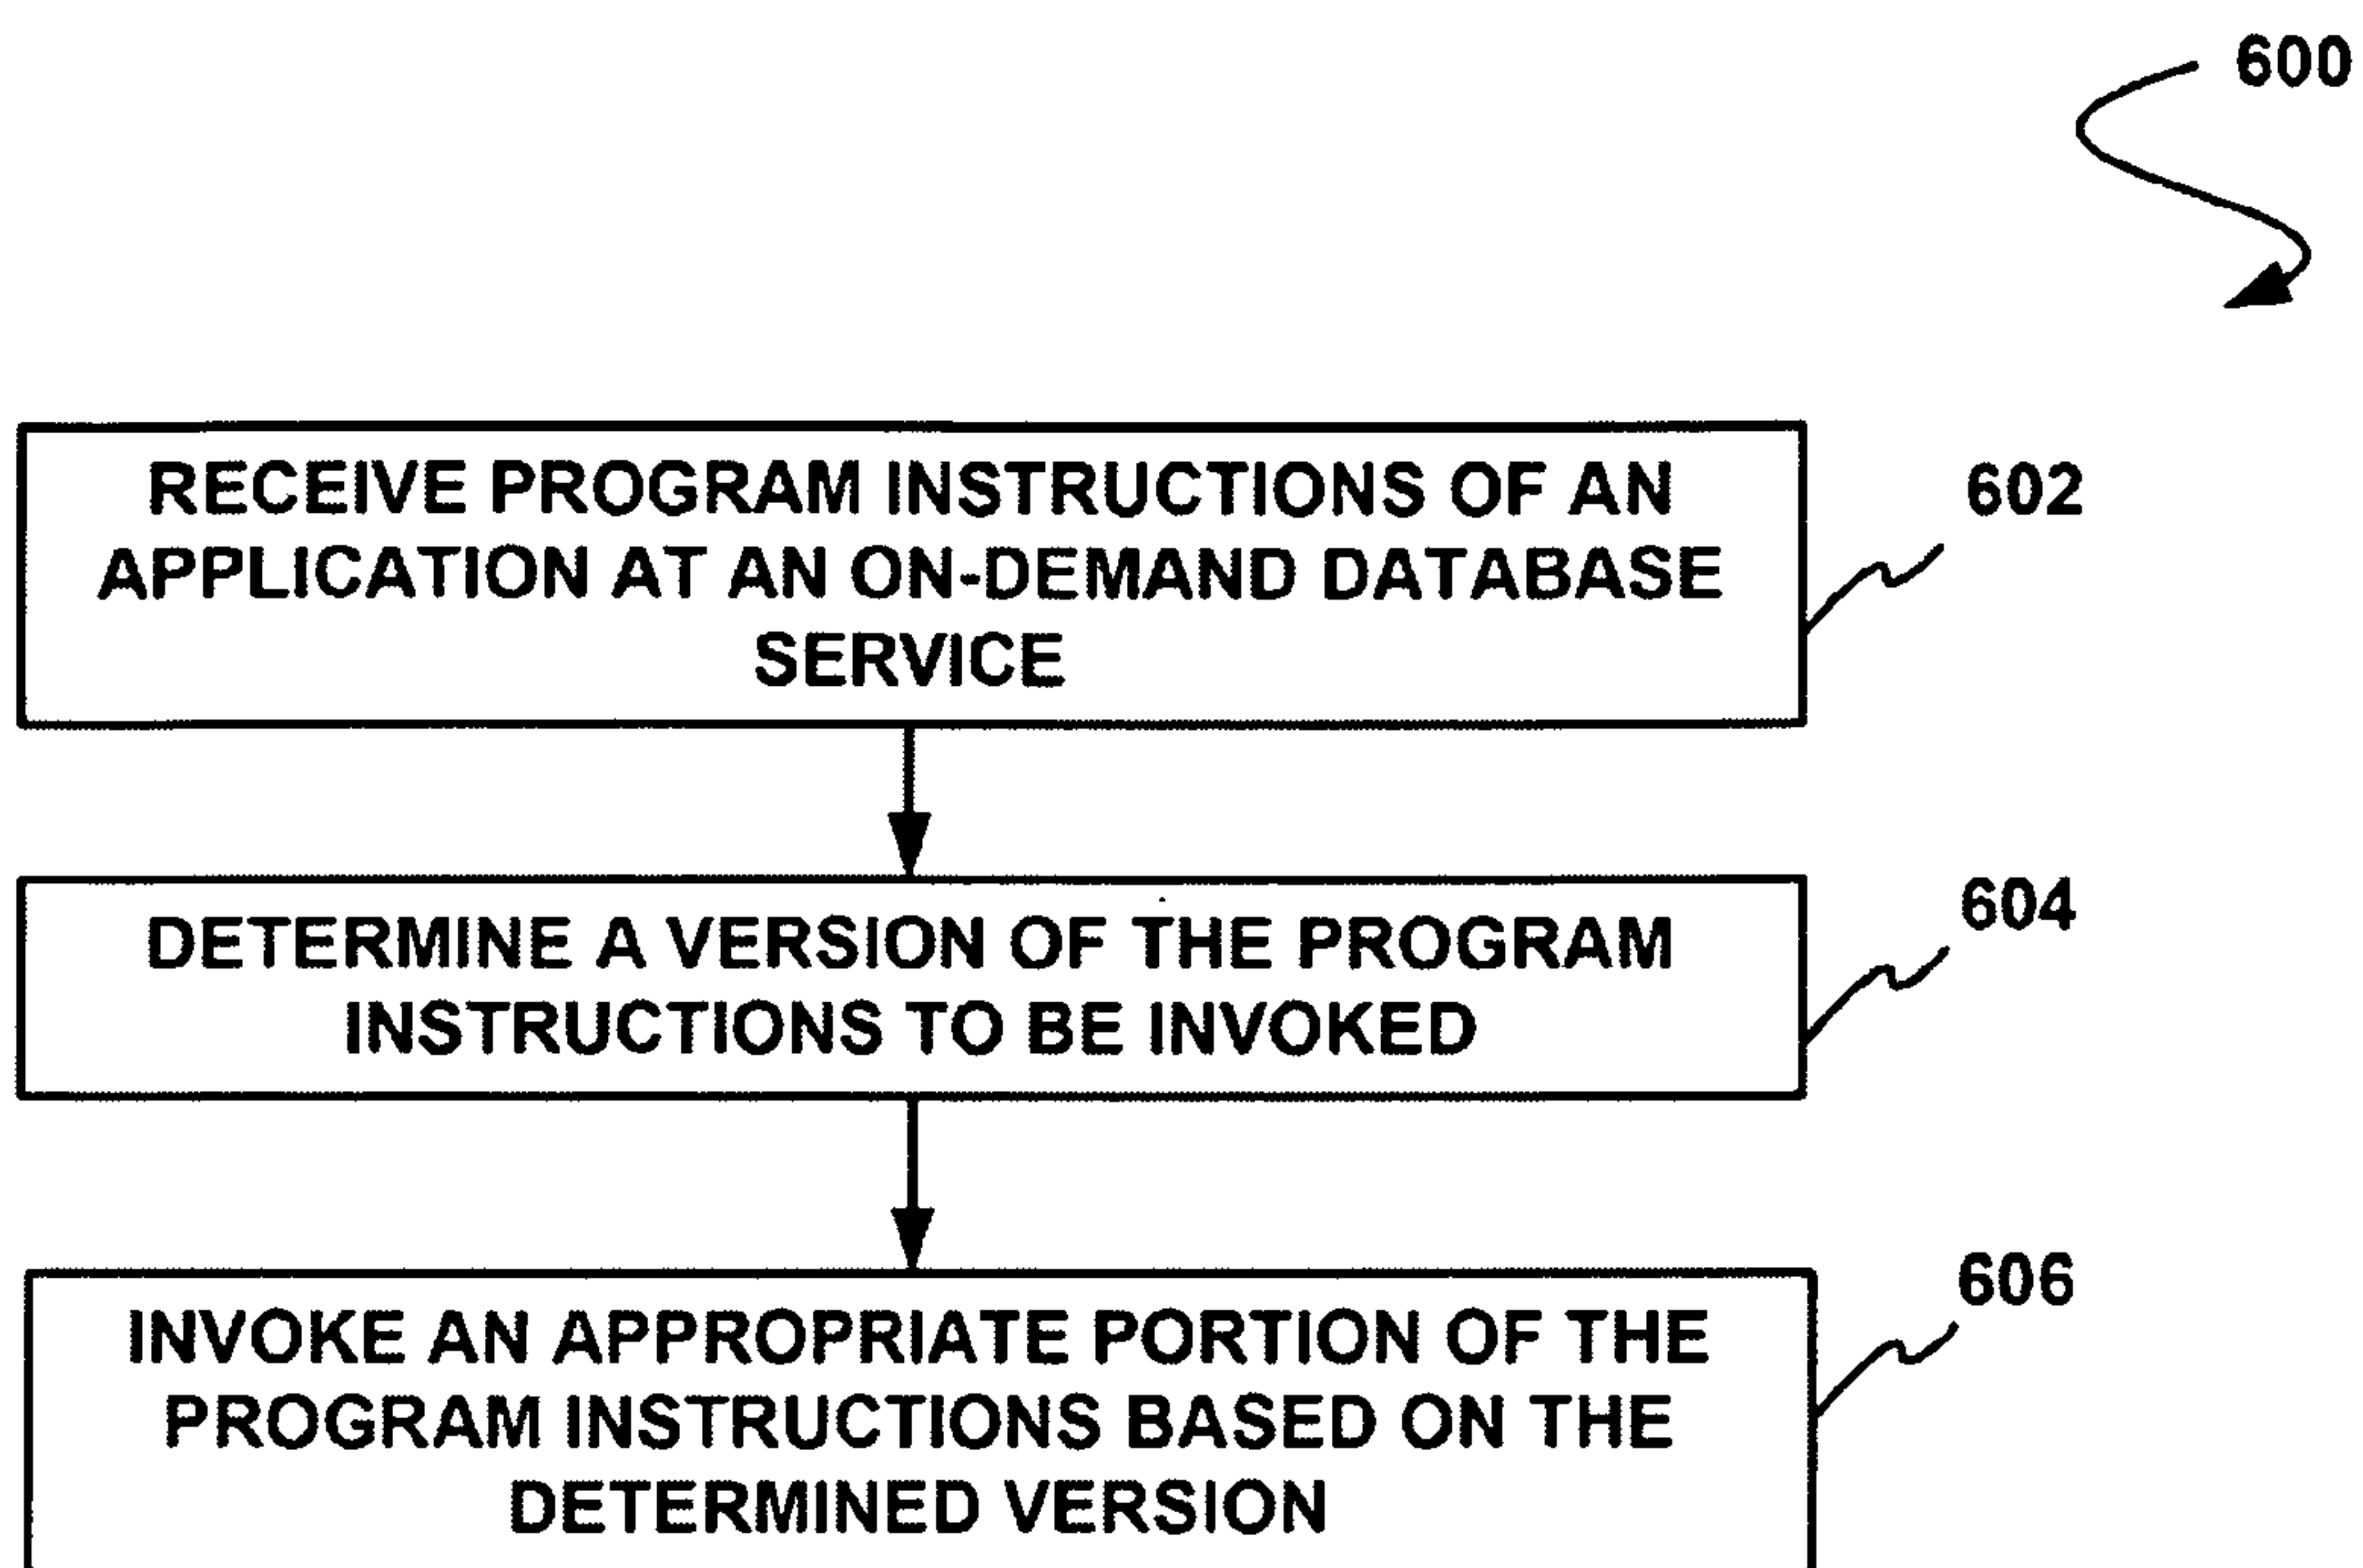 600
RECEIVE PROGRAM INSTRUCTIONS OF AN
APPLICATION AT AN ON-DEMAND DATABASE
SERVICE
602
DETERMINE A VERSION OF THE PROGRAM
INSTRUCTIONS TO BE INVOKED
604
INVOKE AN APPROPRIATE PORTION OF THE
PROGRAM INSTRUCTIONS BASED ON THE
DETERMINED VERSION
606